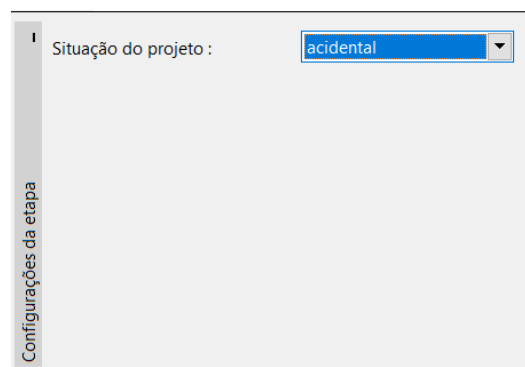 Situação do projeto :
acidental
Configurações da etapa